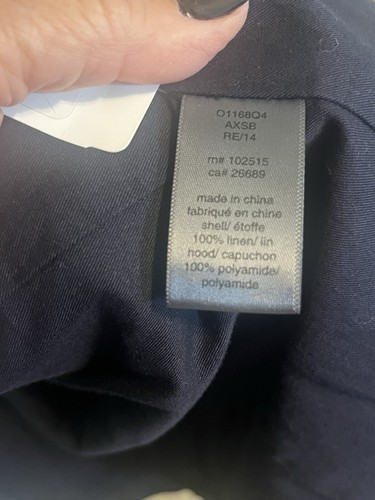 O1168Q4
AXSB
RE/14
rn# 102515
ca# 26689
made in china
fabriqué en chine
shell/ étoffe
100% linen/ lin
hood/ capuchon
100% polyamide/
polyamide